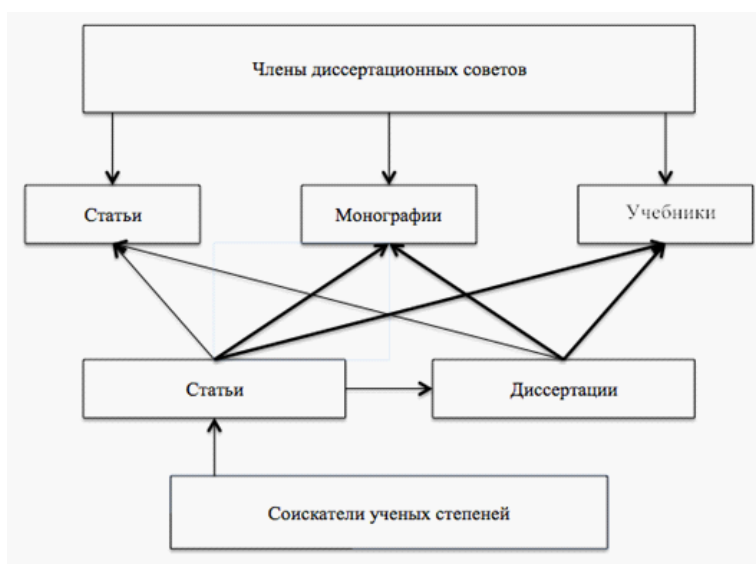 Члены диссертационных советов
Статьи
Монографии
Учебники
Статьи
Диссертации
Соискатели ученых степеней